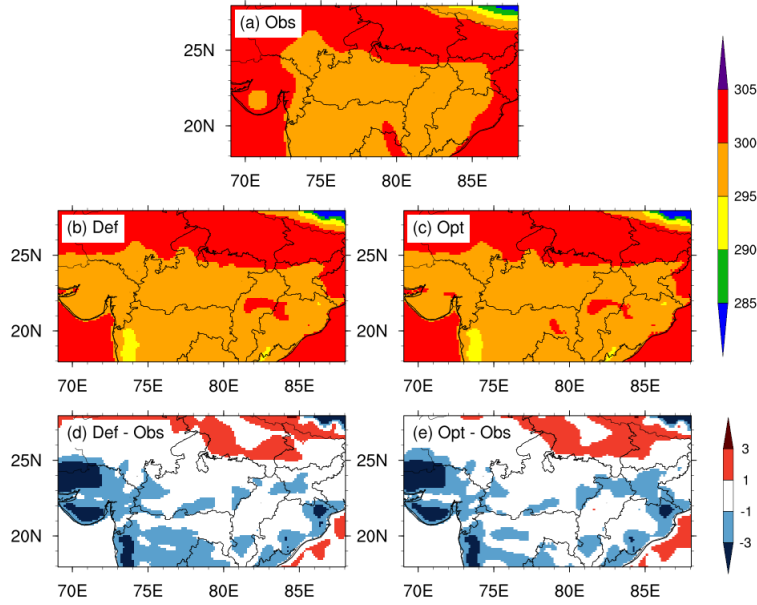 (a) Obs
25N
20N
70E 75E 80E 85E
305
300
295
290
285
(b) Def
25N
20N
70E 75E 80E 85E
(c) Opt
25N
20N
70E 75E 80E 85E
(d) Def - Obs
25N
20N
70E 75E 80E 85E
(e) Opt - Obs
25N
20N
70E 75E 80E 85E
3
1
-1
-3